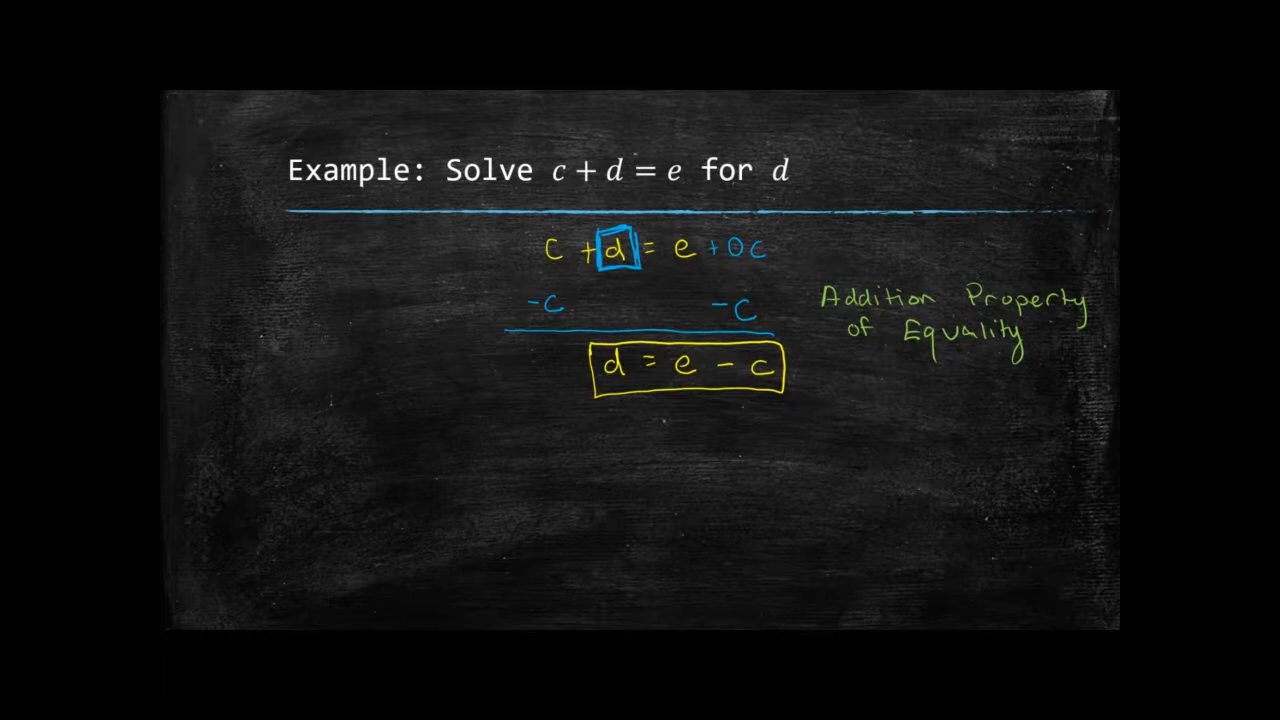 Example: Solve c + d = e for d
c + d = e + 0c
-c -c
Addition Property
of Equality
d = e - c